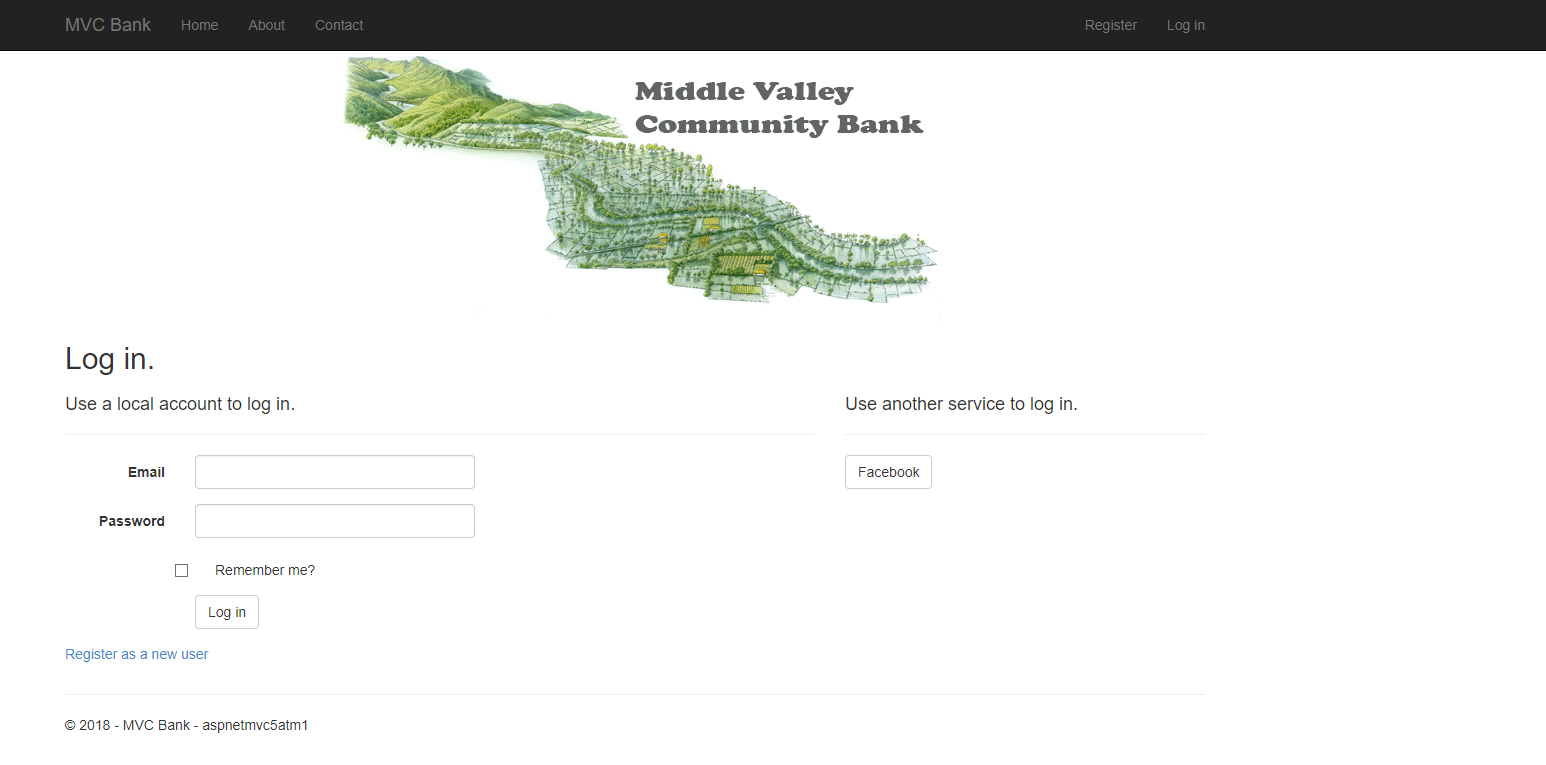 MVC Bank Home About Contact Register Log in
Middle Valley
Community Bank
Log in.
Use a local account to log in.
Email
Password
Remember me?
Log in
Register as a new user
Use another service to log in.
Facebook
© 2018 - MVC Bank - aspnetmvc5atm1